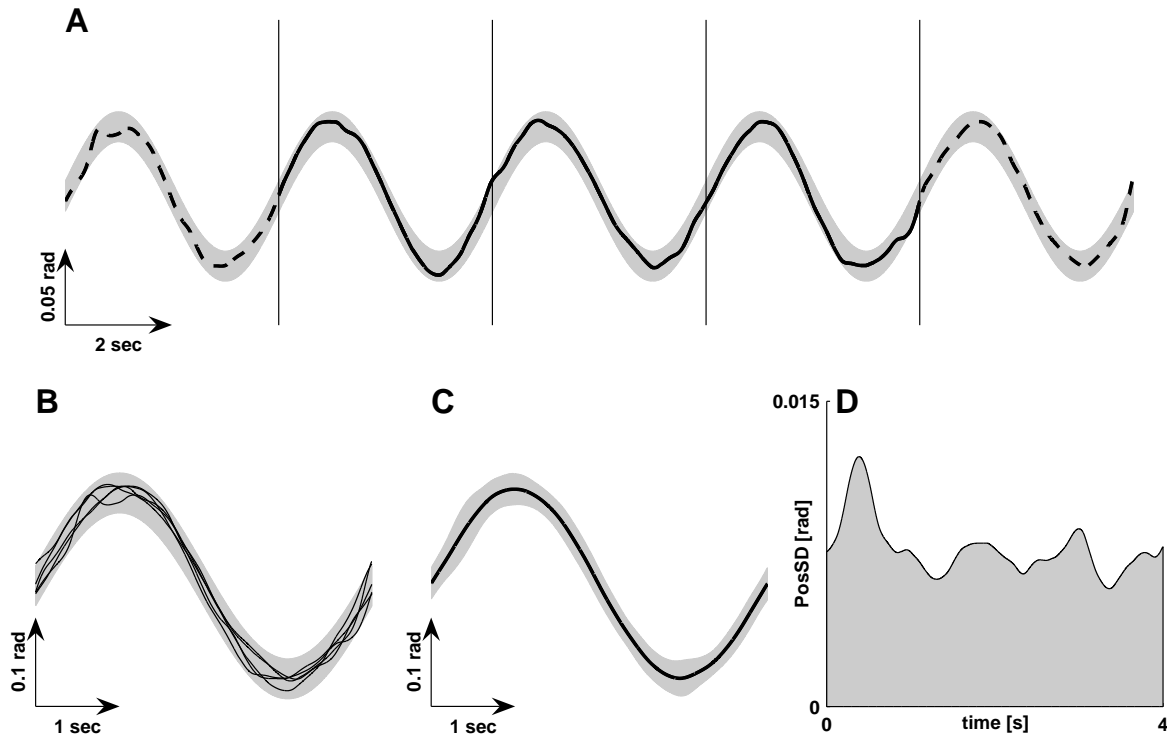 A
0.05 rad
2 sec
B
0.1 rad
1 sec
C
0.1 rad
1 sec
D
0.015
PosSD [rad]
0
0
time [s]
4